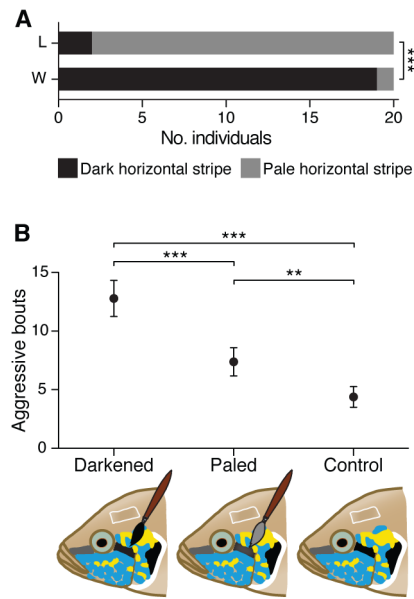 A
L
W
***
0 5 10 15 20
No. individuals
Dark horizontal stripe Pale horizontal stripe
B
***
*** **
15
10
5
0
Aggressive bouts
Darkened Paled Control